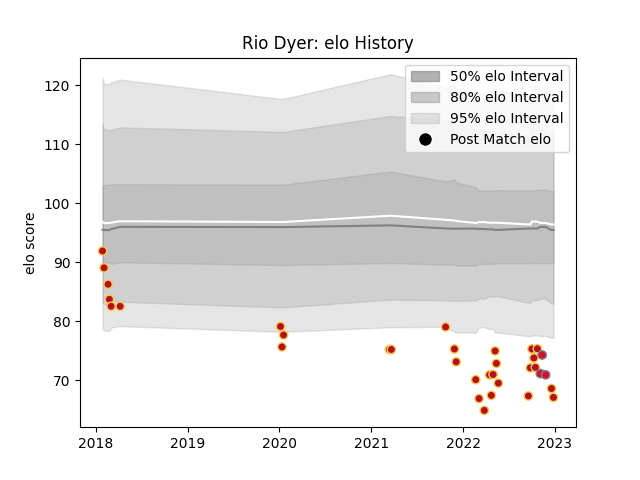 Rio Dyer: elo History
50% elo Interval
80% elo Interval
95% elo Interval
Post Match elo
elo score
120
110
100
90
80
70
2018 2019 2020 2021 2022 2023